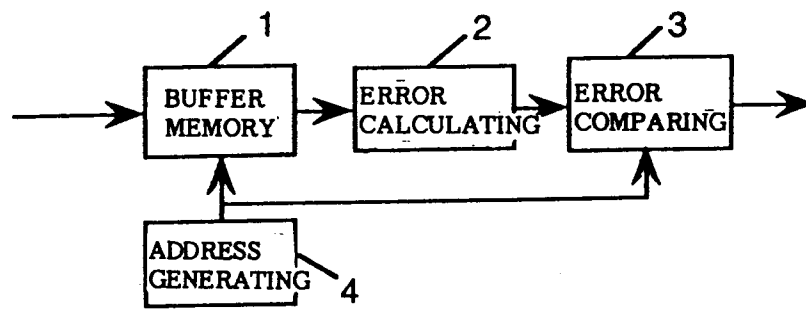 1
2
3
BUFFER
MEMORY
ERROR
CALCULATING
ERROR
COMPARING
ADDRESS
GENERATING
4